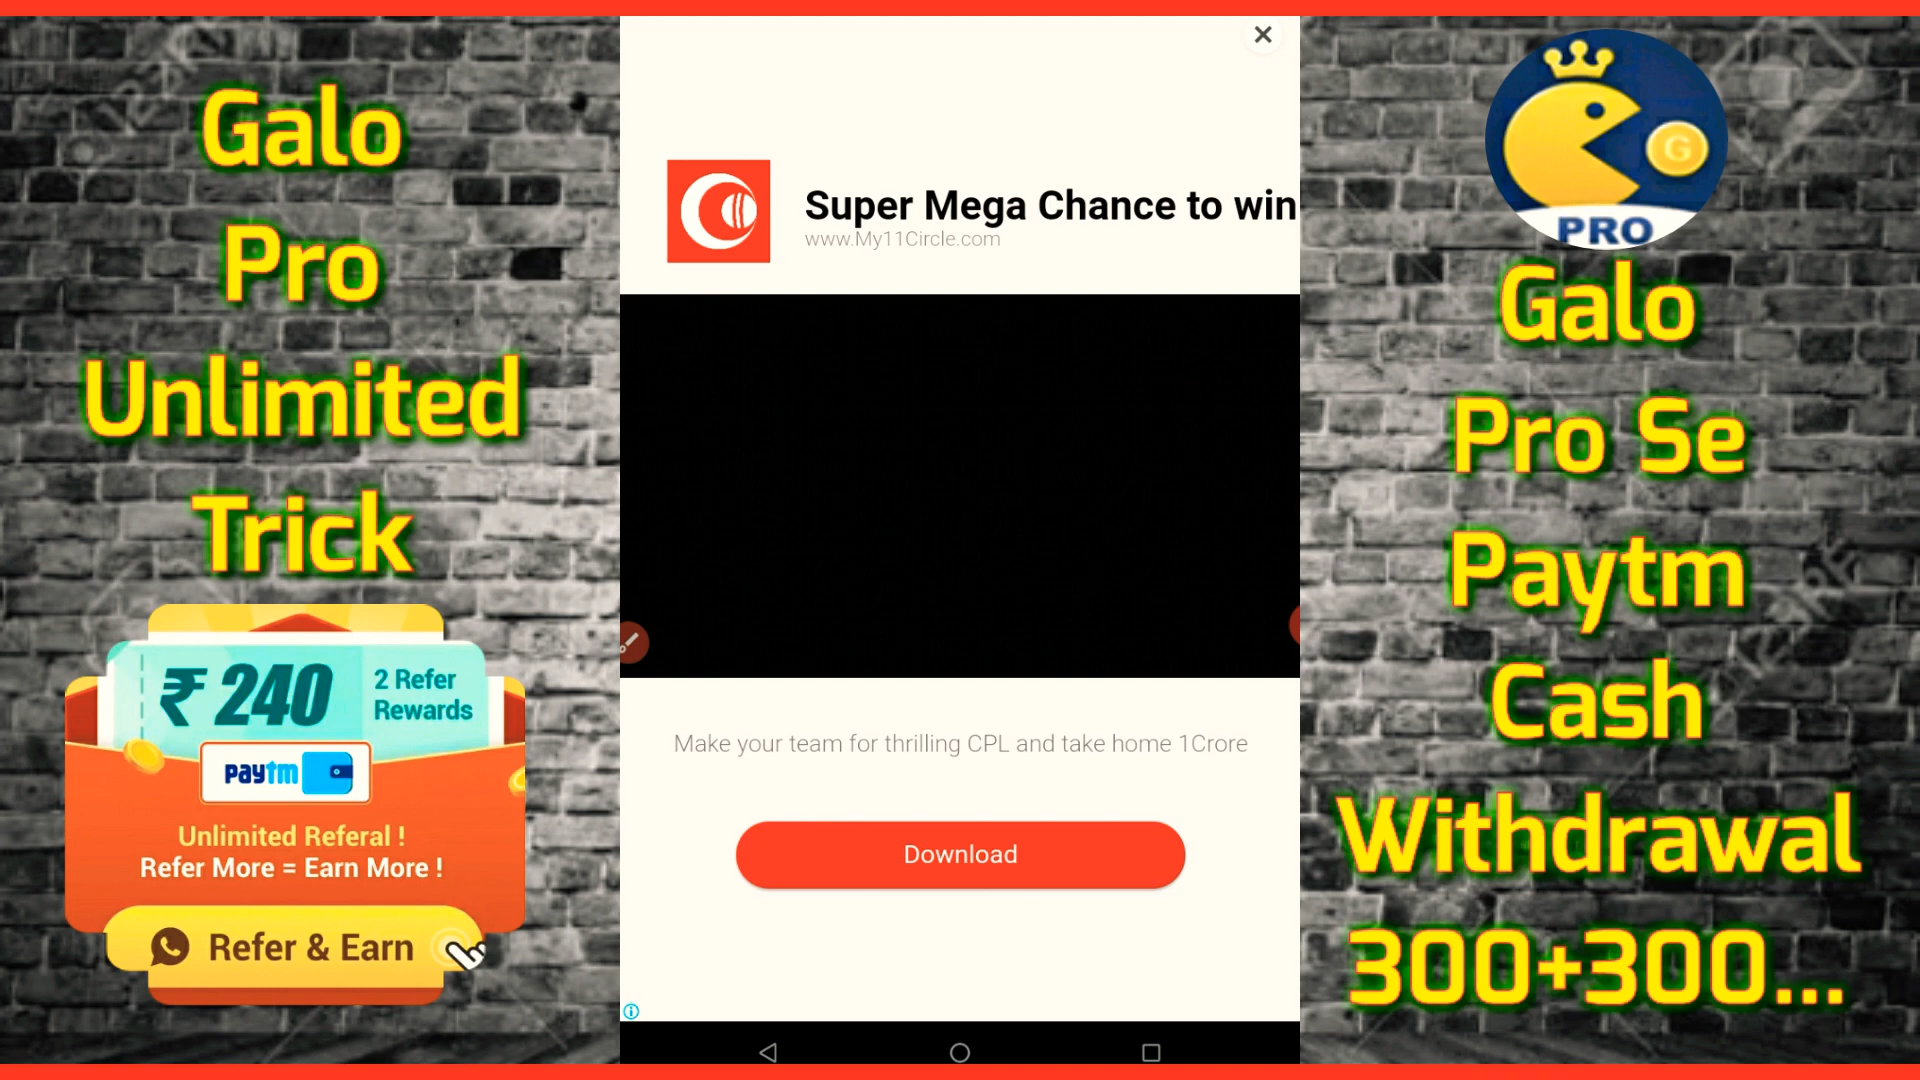 Galo
Pro
Unlimited
Trick
₹ 240
2 Refer
Rewards
paytm
Unlimited Referal !
Refer More = Earn More !
Refer & Earn
Super Mega Chance to win
www.My11Circle.com
Make your team for thrilling CPL and take home 1Crore
Download
G
PRO
Galo
Pro Se
Paytm
Cash
Withdrawal
300+300...